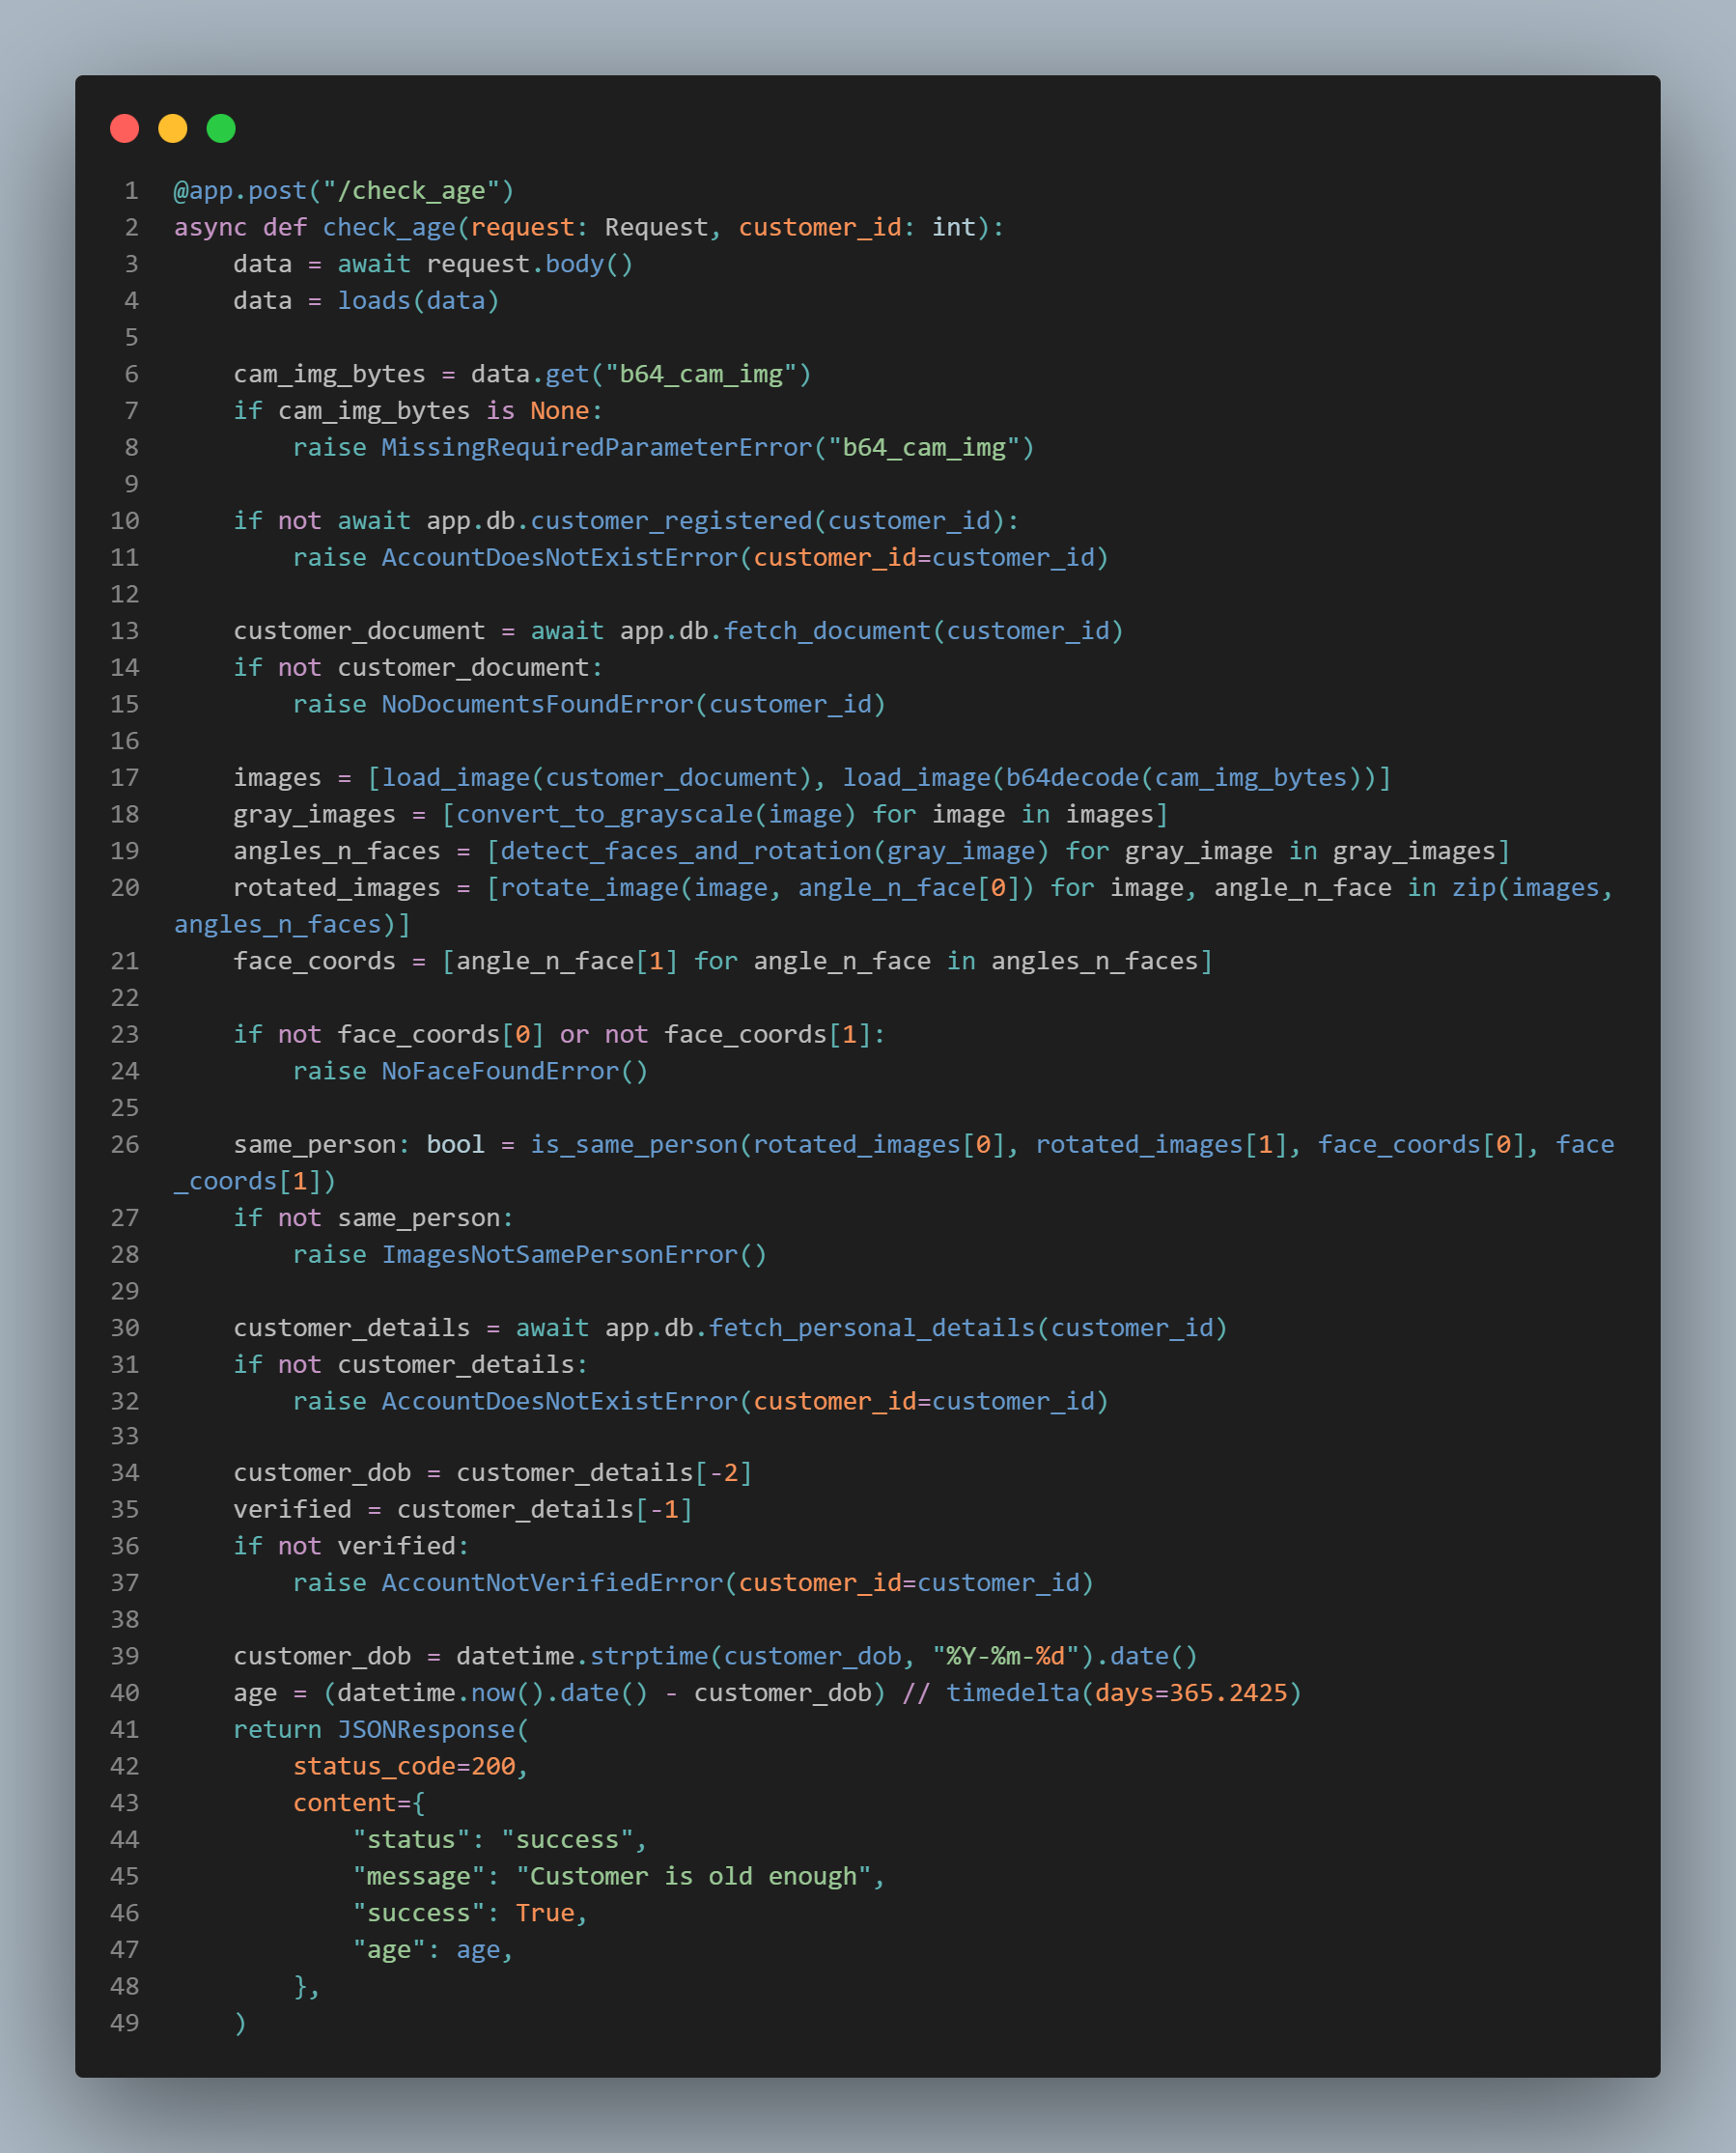 1 @app.post("/check_age")
2 async def check_age(request: Request, customer_id: int):
3     data = await request.body()
4     data = loads(data)
5
6     cam_img_bytes = data.get("b64_cam_img")
7     if cam_img_bytes is None:
8         raise MissingRequiredParameterError("b64_cam_img")
9
10     if not await app.db.customer_registered(customer_id):
11         raise AccountDoesNotExistError(customer_id=customer_id)
12
13     customer_document = await app.db.fetch_document(customer_id)
14     if not customer_document:
15         raise NoDocumentsFoundError(customer_id)
16
17     images = [load_image(customer_document), load_image(b64decode(cam_img_bytes))]
18     gray_images = [convert_to_grayscale(image) for image in images]
19     angles_n_faces = [detect_faces_and_rotation(gray_image) for gray_image in gray_images]
20     rotated_images = [rotate_image(image, angle_n_face[0]) for image, angle_n_face in zip(images,
angles_n_faces)]
21     face_coords = [angle_n_face[1] for angle_n_face in angles_n_faces]
22
23     if not face_coords[0] or not face_coords[1]:
24         raise NoFaceFoundError()
25
26     same_person: bool = is_same_person(rotated_images[0], rotated_images[1], face_coords[0], face
_coords[1])
27     if not same_person:
28         raise ImagesNotSamePersonError()
29
30     customer_details = await app.db.fetch_personal_details(customer_id)
31     if not customer_details:
32         raise AccountDoesNotExistError(customer_id=customer_id)
33
34     customer_dob = customer_details[-2]
35     verified = customer_details[-1]
36     if not verified:
37         raise AccountNotVerifiedError(customer_id=customer_id)
38
39     customer_dob = datetime.strptime(customer_dob, "%Y-%m-%d").date()
40     age = (datetime.now().date() - customer_dob) // timedelta(days=365.2425)
41     return JSONResponse(
42         status_code=200,
43         content={
44             "status": "success",
45             "message": "Customer is old enough",
46             "success": True,
47             "age": age,
48         },
49     )